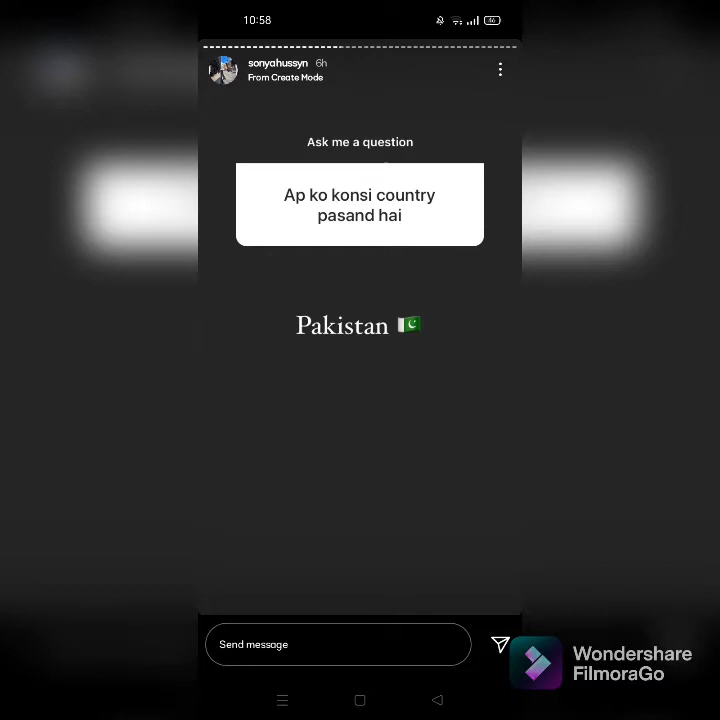 10:58
46
sonyahussyn 6h
From Create Mode
Ask me a question
Ap ko konsi country
pasand hai
Pakistan 🇵🇰
Send message
Wondershare
FilmoraGo